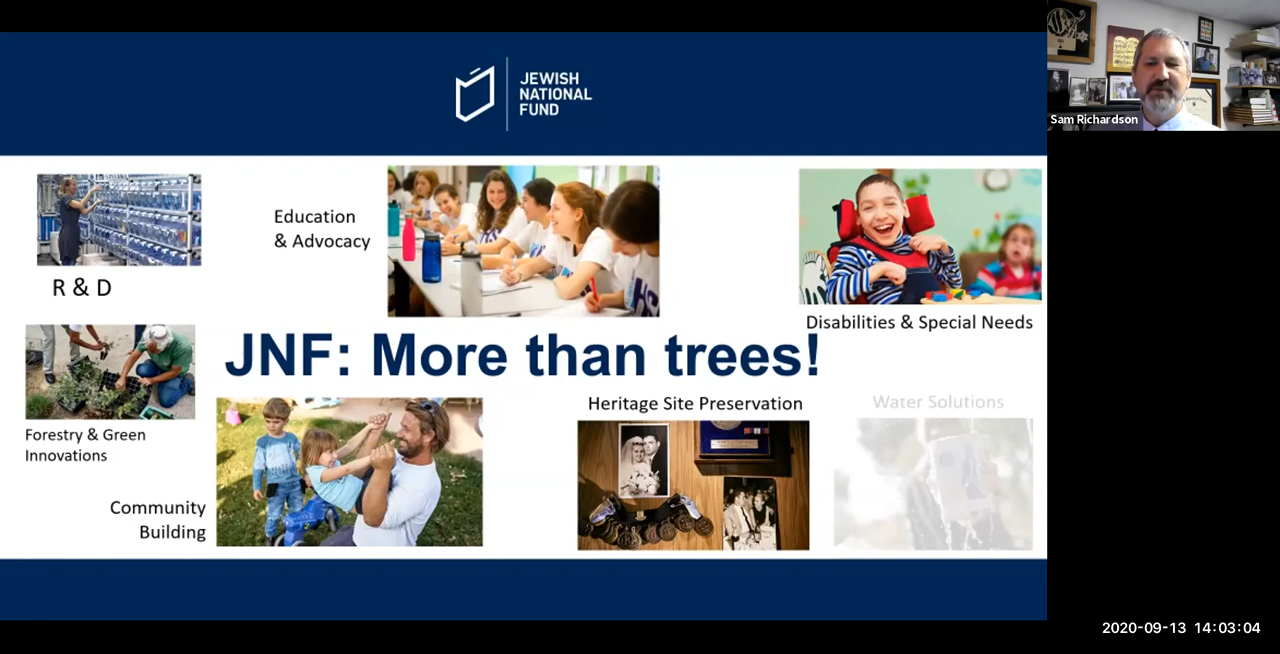 JEWISH
NATIONAL
FUND
Sam Richardson
Education
& Advocacy
R & D
Disabilities & Special Needs
JNF: More than trees!
Heritage Site Preservation
Water Solutions
Forestry & Green
Innovations
Community
Building
2020-09-13 14:03:04